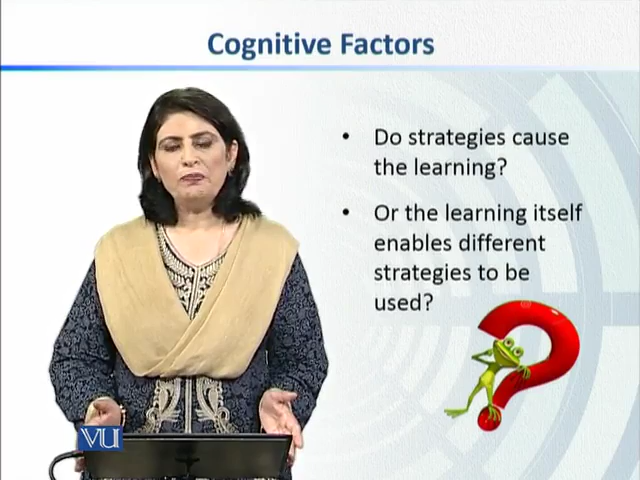 Cognitive Factors
• Do strategies cause
the learning?
• Or the learning itself
enables different
strategies to be
used?
VU